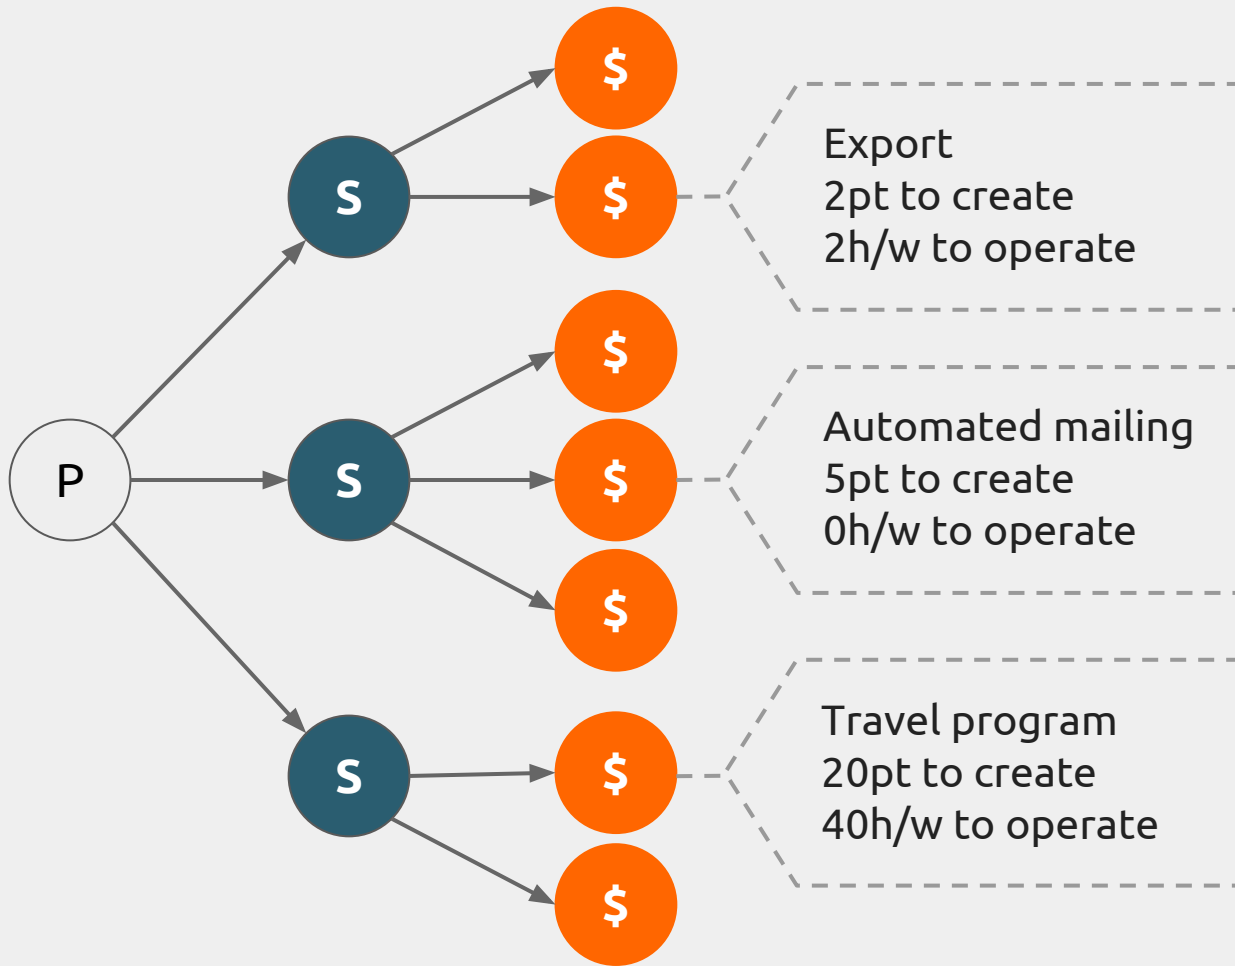 $
$
S
Export
2pt to create
2h/w to operate
$
P
S
$
$
Automated mailing
5pt to create
0h/w to operate
S
$
$
Travel program
20pt to create
40h/w to operate